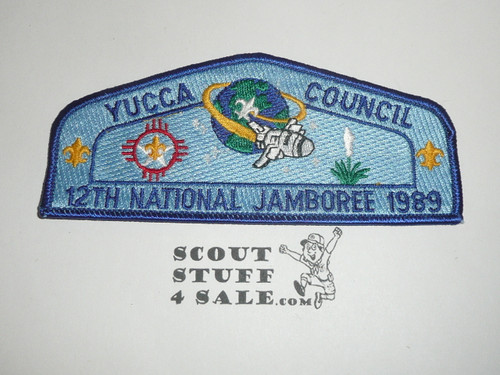 YUCCA COUNCIL
12TH NATIONAL JAMBOREE 1989
SCOUT
STUFF
4 SALE.COM